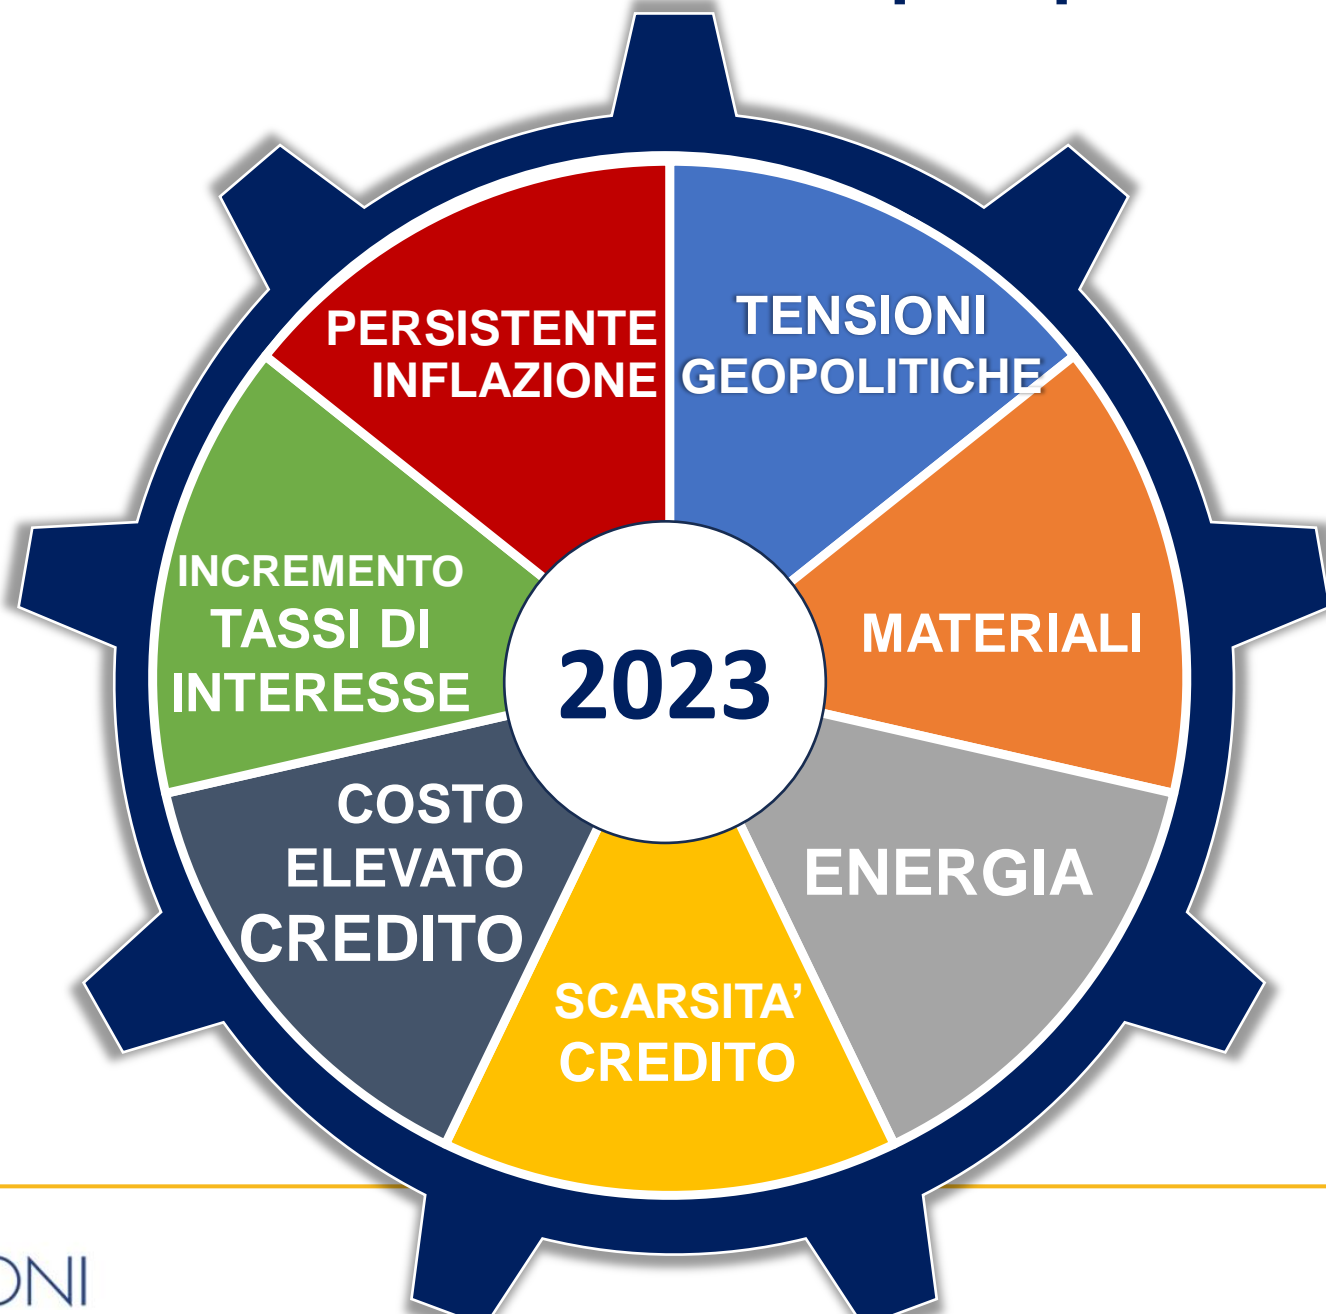 TENSIONI
GEOPOLITICHE
MATERIALI
ENERGIA
SCARSITA’
CREDITO
COSTO
ELEVATO
CREDITO
INCREMENTO
TASSI DI
INTERESSE
PERSISTENTE
INFLAZIONE
2023